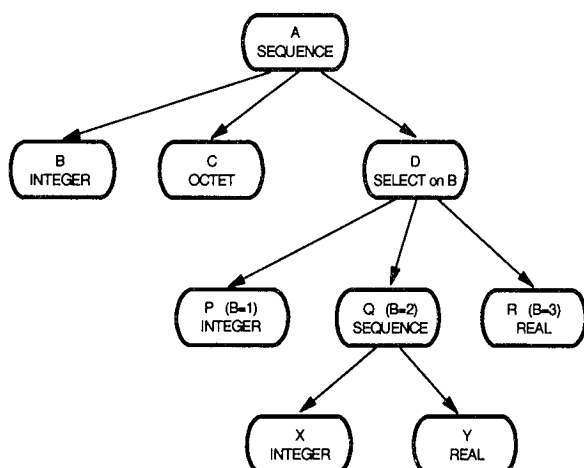 A
SEQUENCE
B
INTEGER
C
OCTET
D
SELECT on B
P (B=1)
INTEGER
Q (B=2)
SEQUENCE
R (B=3)
REAL
X
INTEGER
Y
REAL